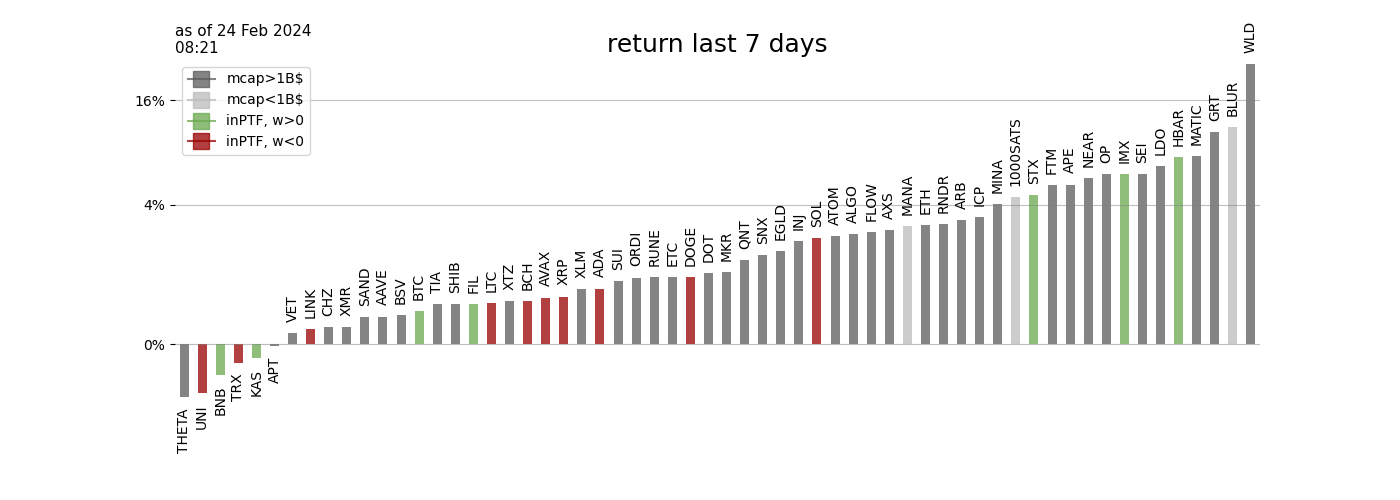 as of 24 Feb 2024
08:21
return last 7 days
mcap>1B$
mcap<1B$
inPTF, w>0
inPTF, w<0
16%
4%
0%
THETA
UNI
BNB
TRX
KAS
APT
VET
LINK
CHZ
XMR
SAND
AAVE
BSV
BTC
TIA
SHIB
FIL
LTC
XTZ
BCH
AVAX
XRP
XLM
ADA
SUI
ORDI
RUNE
ETC
DOGE
DOT
MKR
QNT
SNX
EGLD
INJ
SOL
ATOM
ALGO
FLOW
AXS
MANA
ETH
RNDR
ARB
ICP
MINA
1000SATS
STX
FTM
APE
NEAR
OP
IMX
SEI
LDO
HBAR
MATIC
GRT
BLUR
WLD